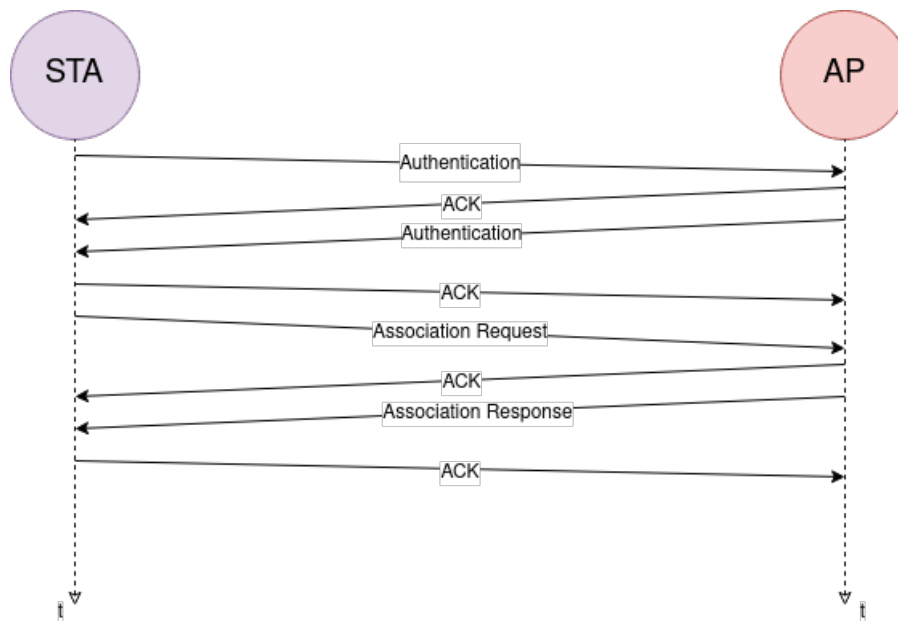 STA
AP
Authentication
ACK
Authentication
ACK
Association Request
ACK
Association Response
ACK
t
t